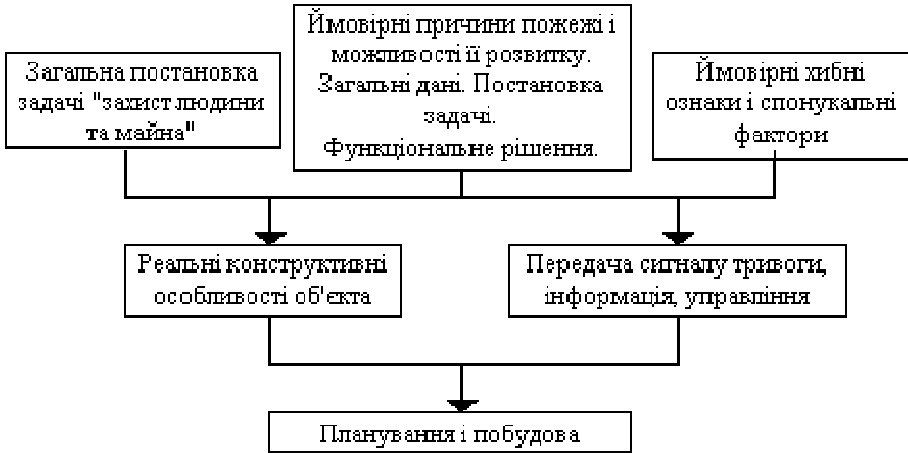 Загальна постановка
задачі "захист людини
та майна"
Ймовірні причини пожежі і
можливості її розвитку.
Загальні дані. Постановка
задачі.
Функціональне рішення.
Ймовірні хибні
ознаки і спонукальні
фактори
Реальні конструктивні
особливості об'єкта
Передача сигналу тривоги,
інформація, управління
Планування і побудова